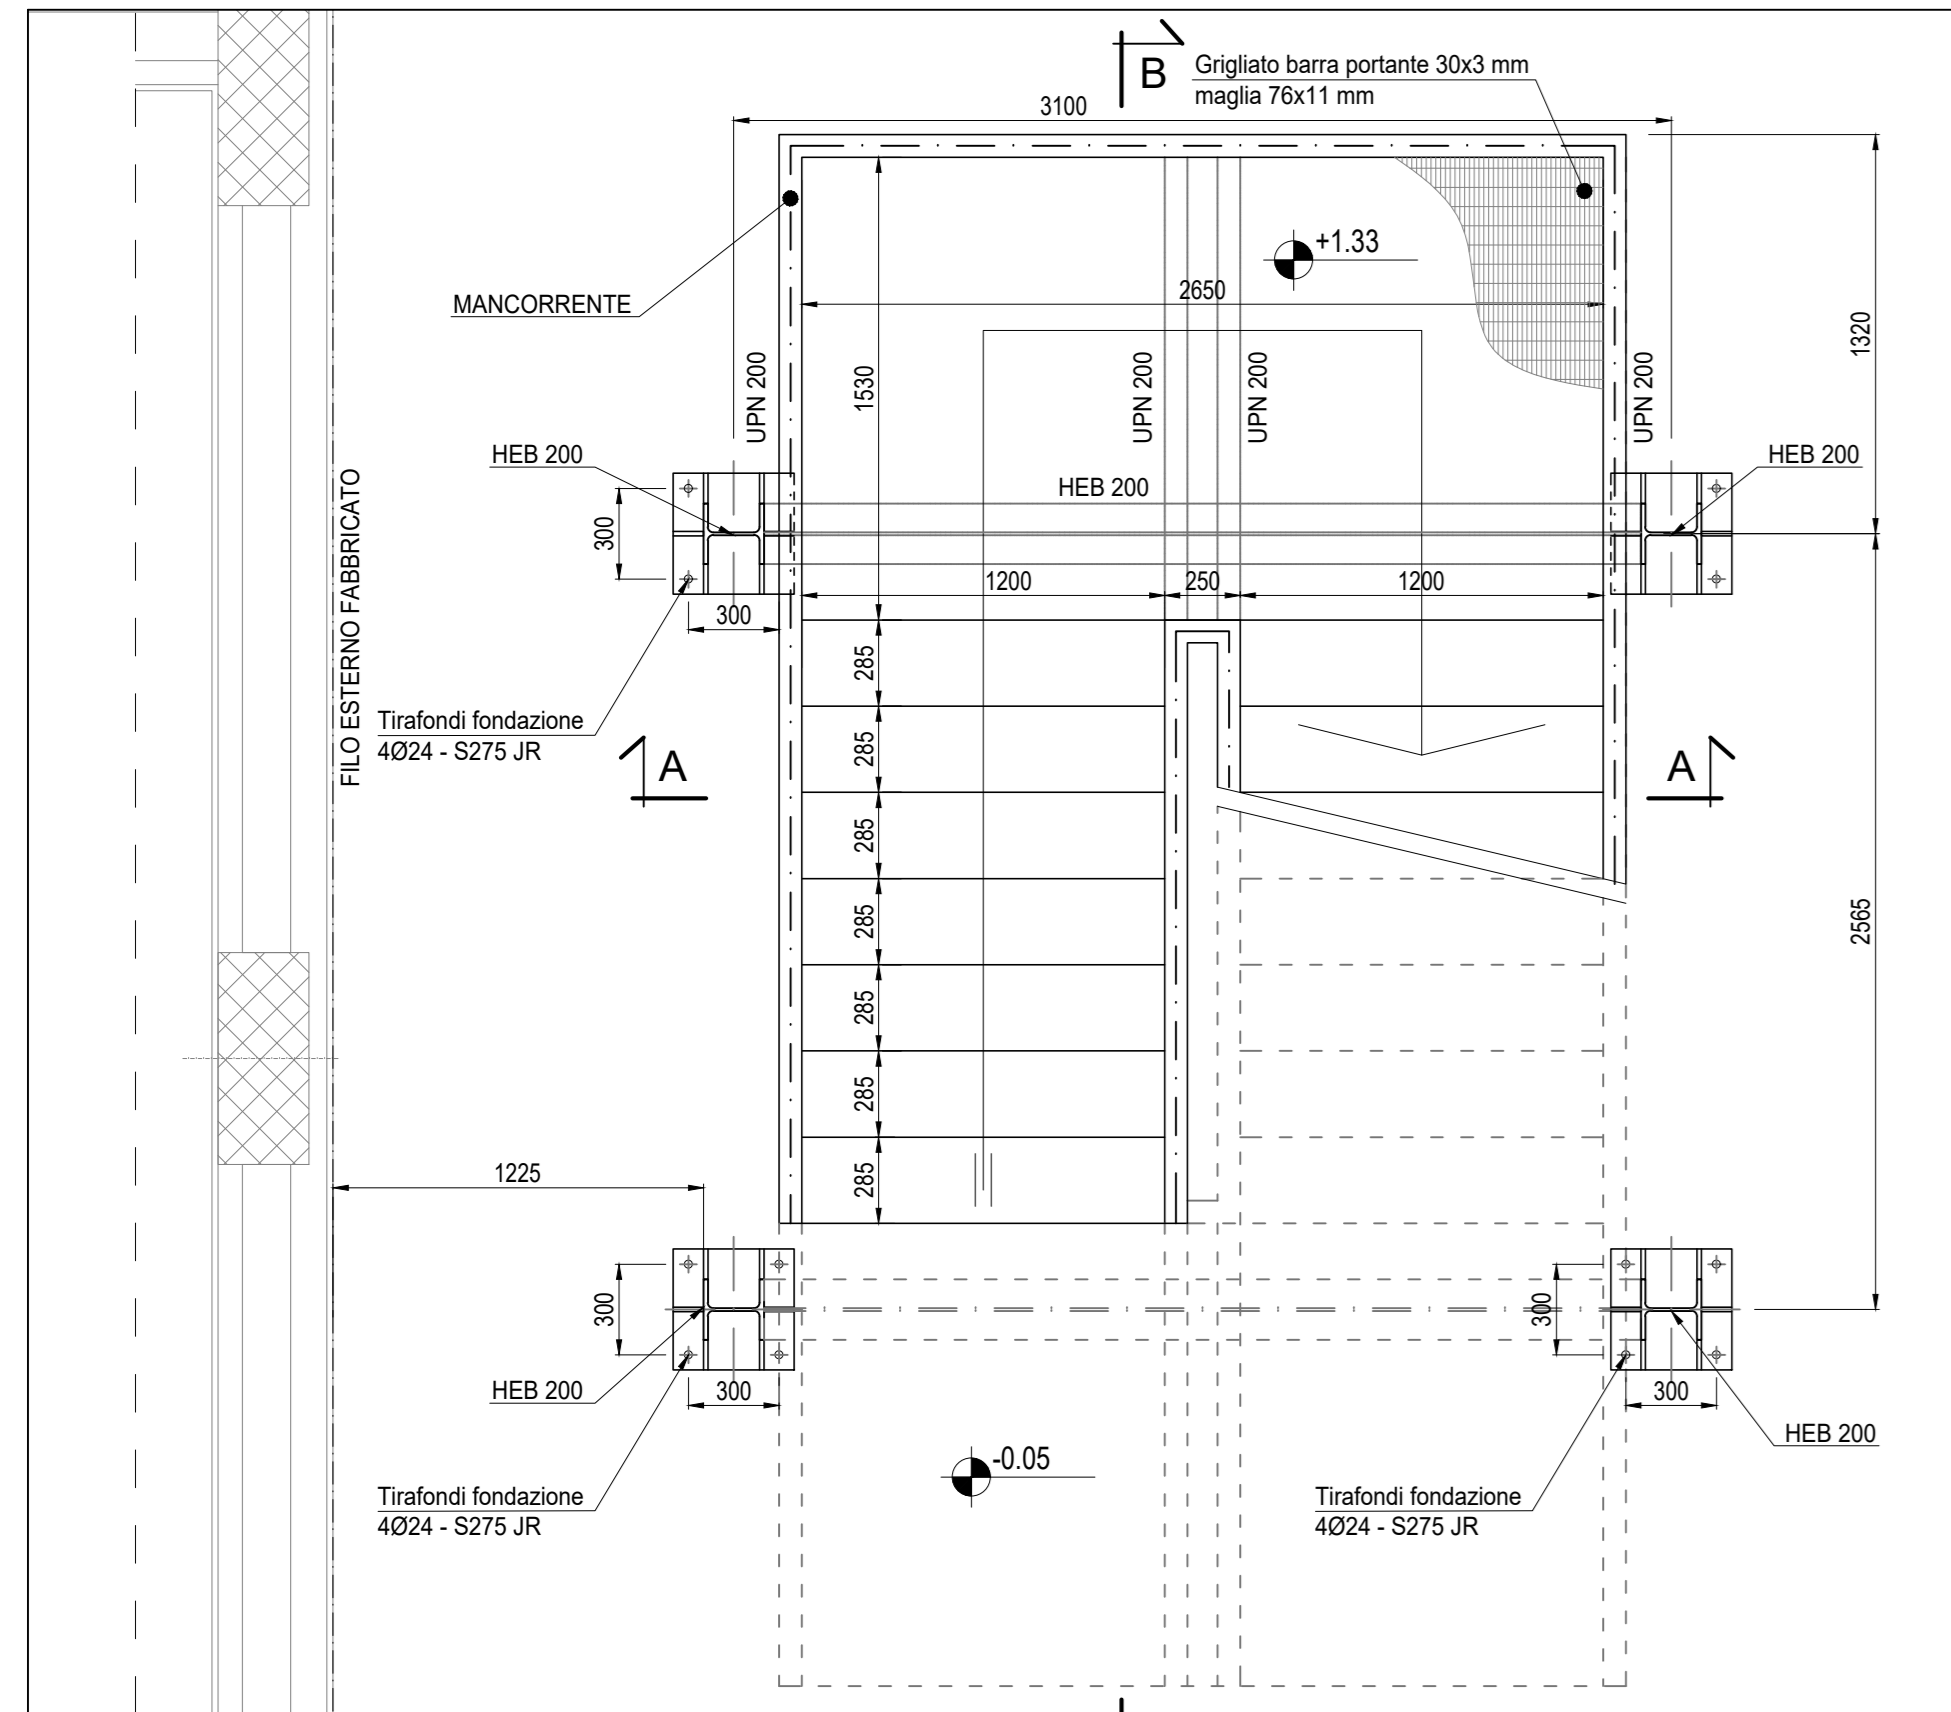 B
Grigliato barra portante 30x3 mm
maglia 76x11 mm
3100
+1.33
MANCORRENTE
2650
1320
UPN 200
1530
UPN 200
UPN 200
UPN 200
HEB 200
HEB 200
HEB 200
FILO ESTERNO FABBRICATO
300
1200
250
1200
300
285
Tirafondi fondazione
4Ø24 - S275 JR
A
A
285
285
285
2565
285
285
285
1225
300
300
HEB 200
300
300
HEB 200
-0.05
Tirafondi fondazione
4Ø24 - S275 JR
Tirafondi fondazione
4Ø24 - S275 JR